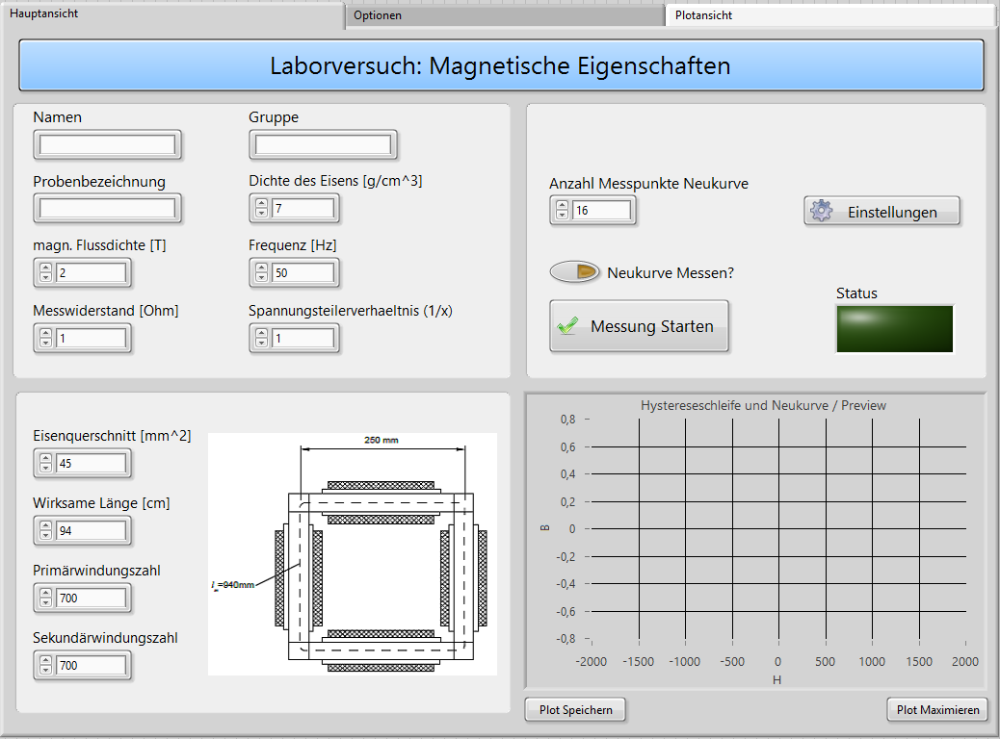 Hauptansicht
Optionen
Plotansicht
Laborversuch: Magnetische Eigenschaften
Namen
Gruppe
Probenbezeichnung
Dichte des Eisens [g/cm^3]
7
magn. Flussdichte [T]
Frequenz [Hz]
2
50
Messwiderstand [Ohm]
Spannungsteilerverhaeltnis (1/x)
1
1
Anzahl Messpunkte Neukurve
16
Einstellungen
Neukurve Messen?
Status
Messung Starten
Eisenquerschnitt [mm^2]
45
Wirksame Länge [cm]
94
Primärwindungszahl
700
Sekundärwindungszahl
700
250 mm
lₘ=940mm
Hystereseschleife und Neukurve / Preview
0,8
0,6
0,4
0,2
0
-0,2
-0,4
-0,6
-0,8
B
-2000 -1500 -1000 -500 0 500 1000 1500 2000
H
Plot Speichern
Plot Maximieren